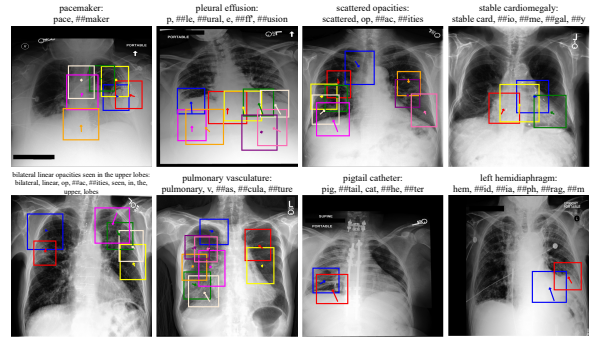 pacemaker:
pace, ##maker
pleural effusion:
p, ##le, ##ural, e, ##ff', ##usion
scattered opacities:
scattered, op, ##ac, ##ities
stable cardiomegaly:
stable card, ##io, ##me, ##gal, ##y
PORTABLE
PORTABLE
bilateral linear opacities seen in the upper lobes:
bilateral, linear, op, ##ac, ##ities, seen, in, the,
upper, lobes
pulmonary vasculature:
pulmonary, v, ##as, ##cula, ##ture
pigtail catheter:
pig, ##tail, cat, ##he, ##ter
left hemidiaphragm:
hem, ##id, ##ia, ##ph, ##rag, ##m
L
SUPINE
PORTABLE